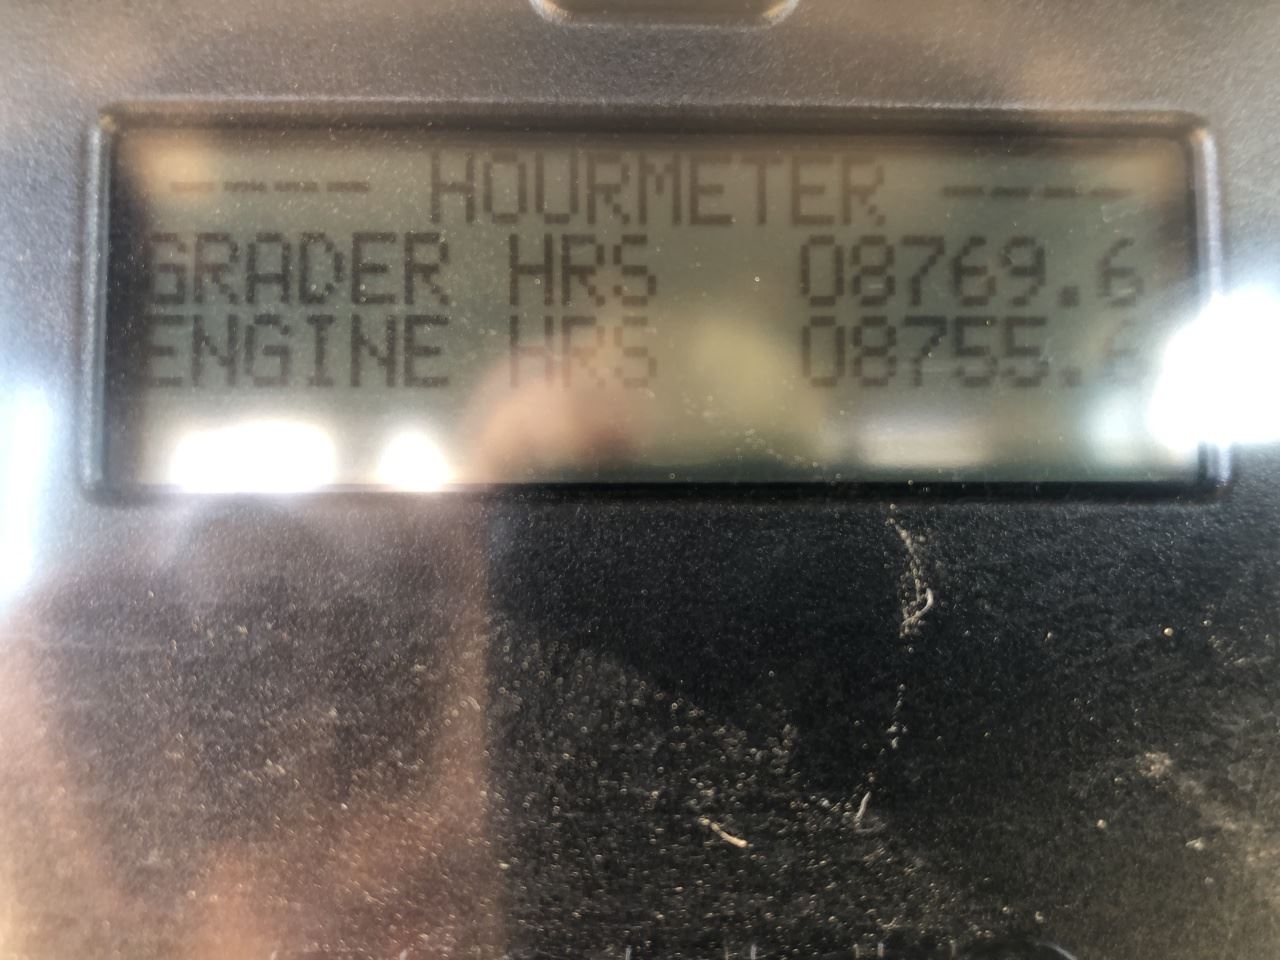 ---- HOURMETER ----
GRADER HRS 08769.6
ENGINE HRS 08755.